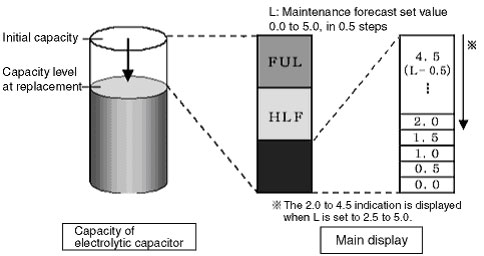 L: Maintenance forecast set value
0.0 to 5.0, in 0.5 steps
Initial capacity
Capacity level
at replacement
FUL
HLF
※
4.5
(L-0.5)
⋮
2.0
1.5
1.0
0.5
0.0
※ The 2.0 to 4.5 indication is displayed
when L is set to 2.5 to 5.0.
Capacity of
electrolytic capacitor
Main display